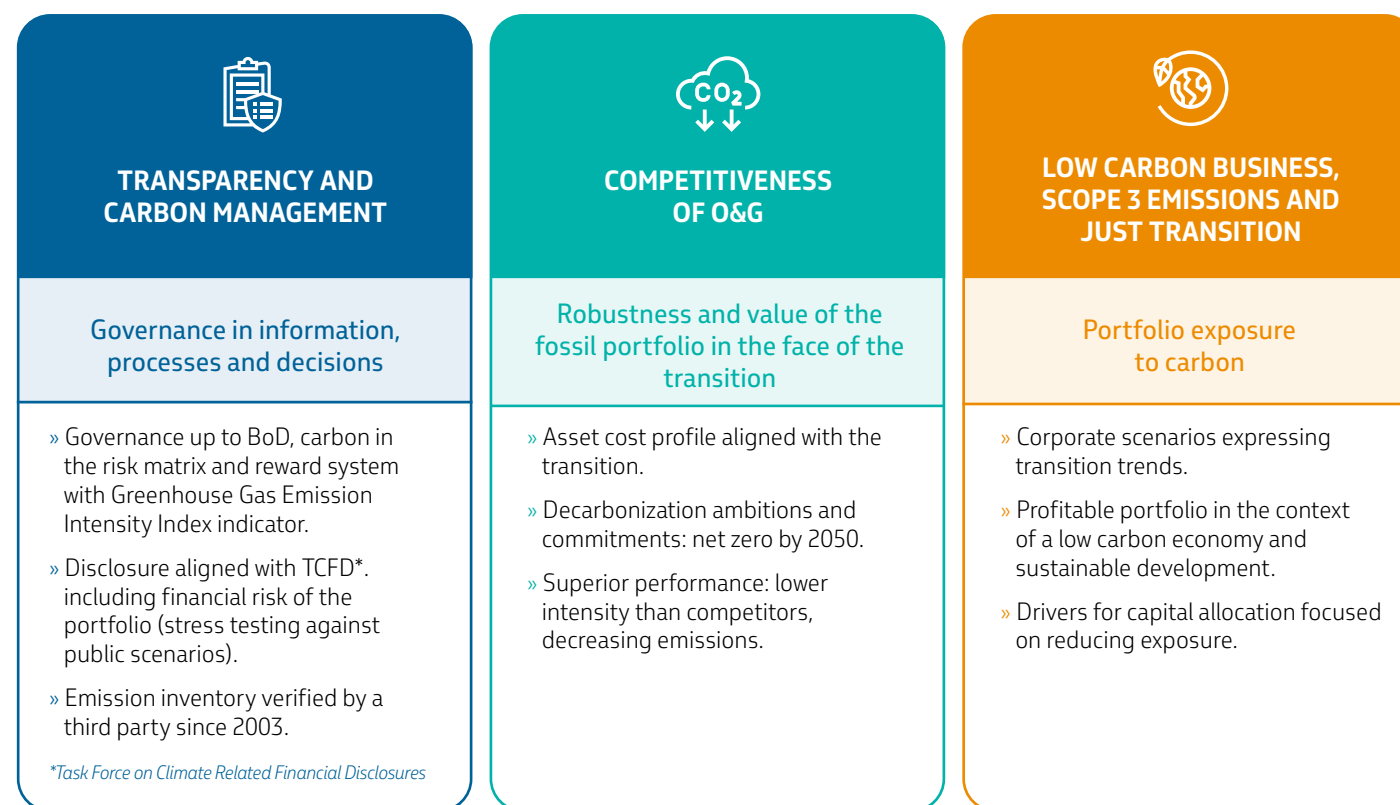 TRANSPARENCY AND
CARBON MANAGEMENT
Governance in information,
processes and decisions
» Governance up to BoD, carbon in
the risk matrix and reward system
with Greenhouse Gas Emission
Intensity Index indicator.
» Disclosure aligned with TCFD*.
including financial risk of the
portfolio (stress testing against
public scenarios).
» Emission inventory verified by a
third party since 2003.
*Task Force on Climate Related Financial Disclosures
CO₂
COMPETITIVENESS
OF O&G
Robustness and value of the
fossil portfolio in the face of the
transition
» Asset cost profile aligned with the
transition.
» Decarbonization ambitions and
commitments: net zero by 2050.
» Superior performance: lower
intensity than competitors,
decreasing emissions.
LOW CARBON BUSINESS,
SCOPE 3 EMISSIONS AND
JUST TRANSITION
Portfolio exposure
to carbon
» Corporate scenarios expressing
transition trends.
» Profitable portfolio in the context
of a low carbon economy and
sustainable development.
» Drivers for capital allocation focused
on reducing exposure.